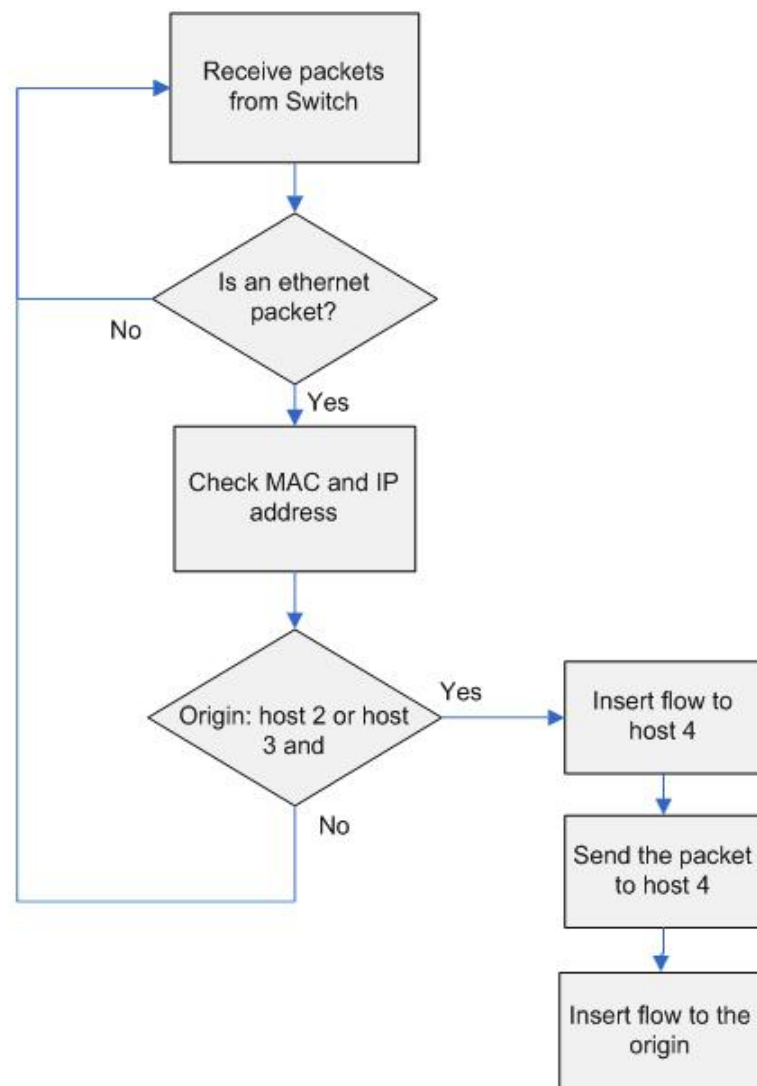 Receive packets
from Switch
Is an ethernet
packet?
No
Yes
Check MAC and IP
address
Origin: host 2 or host
3 and
Yes
No
Insert flow to
host 4
Send the packet
to host 4
Insert flow to the
origin